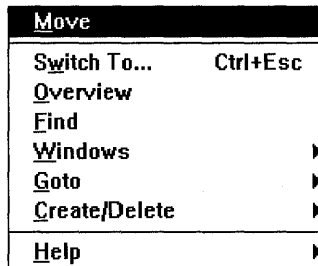 Move
Switch To... Ctrl+Esc
Overview
Find
Windows
Goto
Create/Delete
Help